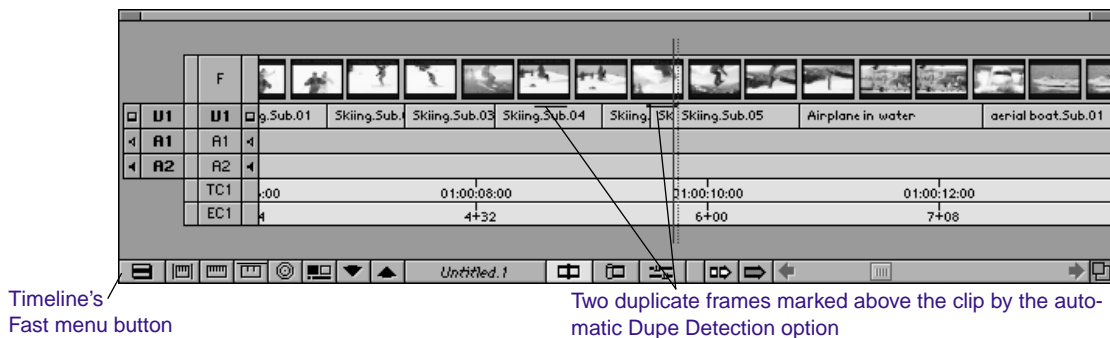 F
V1 V1 g.Sub.01 Skiing.Sub.( Skiing.Sub.03 Skiing.Sub.04 Skiing. Sk Skiing.Sub.05 Airplane in water aerial boat.Sub.01
A1 A1
A2 A2
TC1 :00 01:00:08:00 01:00:10:00 01:00:12:00
EC1 4 4+32 6+00 7+08
Untitled.1
Timeline's
Fast menu button
Two duplicate frames marked above the clip by the auto-
matic Dupe Detection option